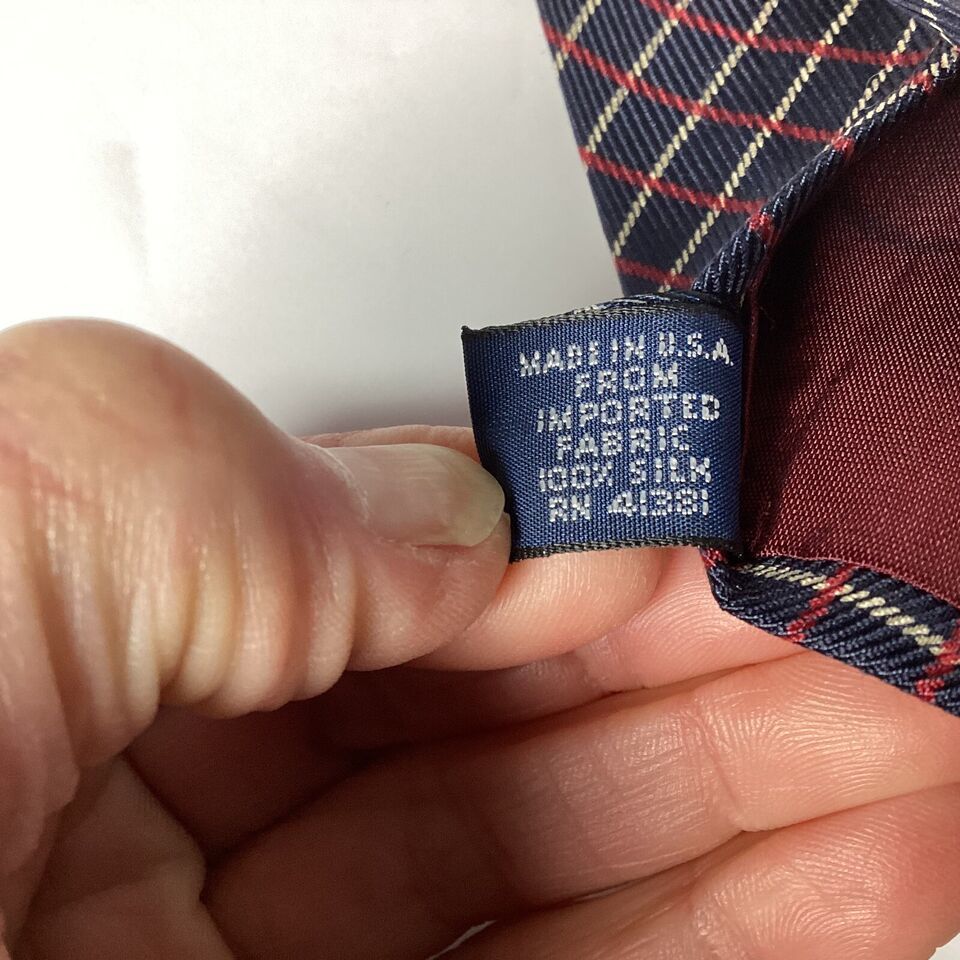 MADE IN U.S.A.
FROM
IMPORTED
FABRIC
100% SILK
RN 41381